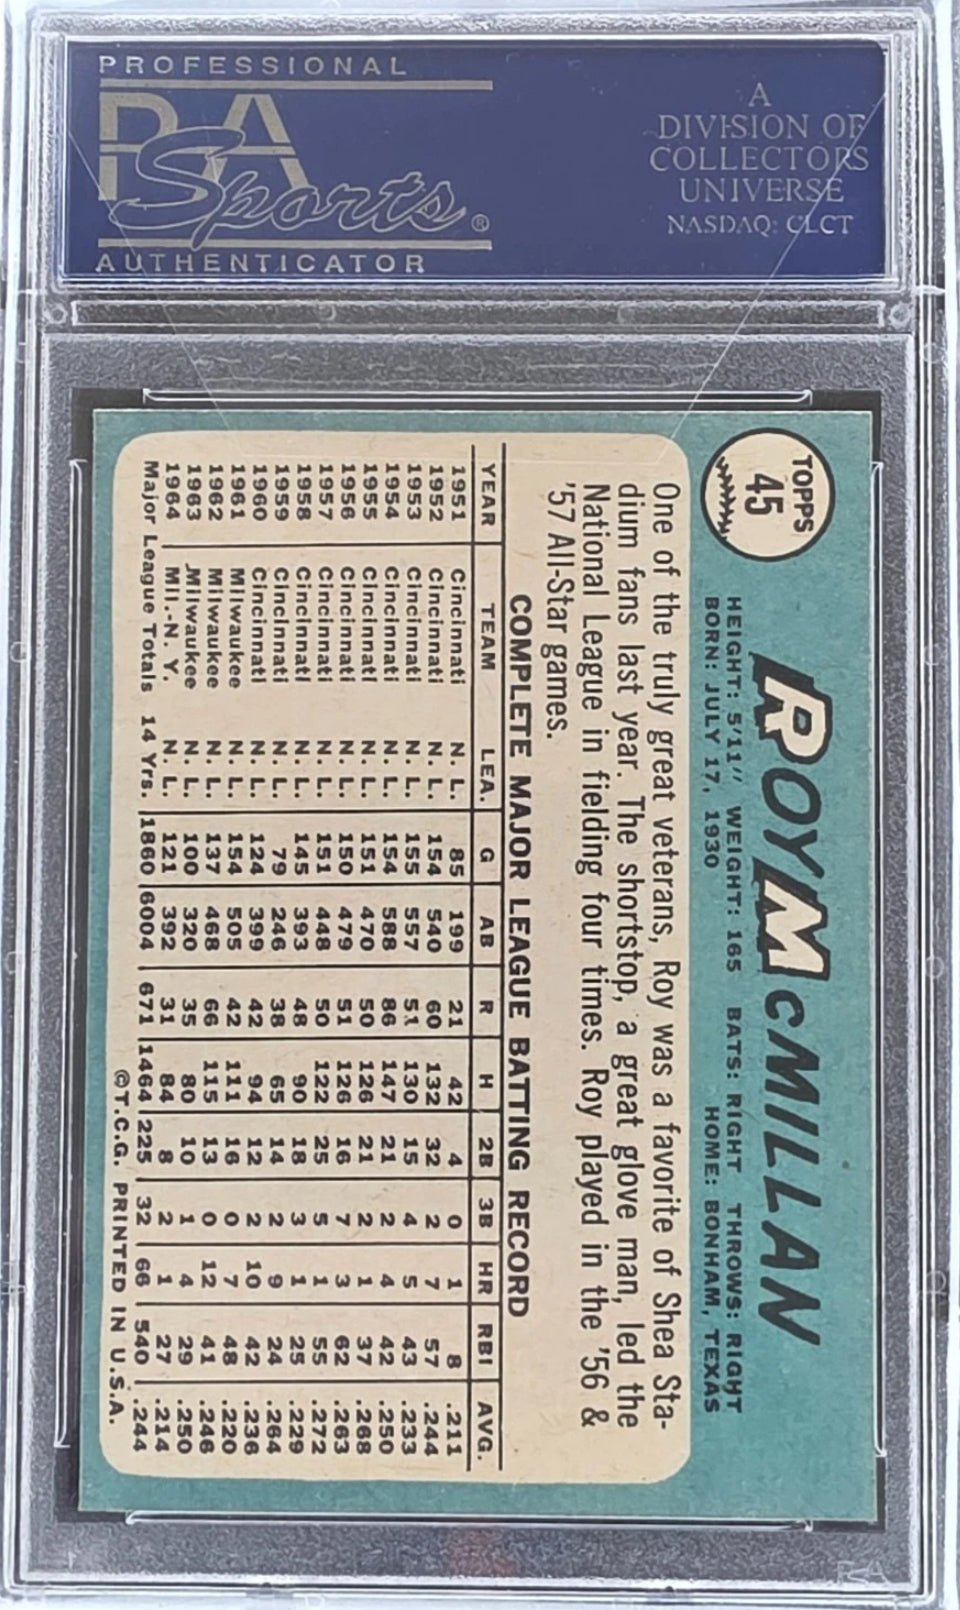 PROFESSIONAL
PSA
Sports®
AUTHENTICATOR
A
DIVISION OF
COLLECTORS
UNIVERSE
NASDAQ: CLCT
TOPPS
45
ROY McMILLAN
HEIGHT: 5'11" WEIGHT: 165 BATS: RIGHT THROWS: RIGHT
BORN: JULY 17, 1930 HOME: BONHAM, TEXAS
One of the truly great veterans, Roy was a favorite of Shea Sta-
dium fans last year. The shortstop, a great glove man, led the
National League in fielding four times. Roy played in the '56 &
'57 All-Star games.
COMPLETE MAJOR LEAGUE BATTING RECORD
YEAR TEAM LEA. G AB R H 2B 3B HR RBI AVG.
1951 Cincinnati N. L. 85 199 21 42 4 0 1 8 .211
1952 Cincinnati N. L. 154 540 60 132 32 2 7 57 .244
1953 Cincinnati N. L. 155 557 51 130 15 4 5 43 .233
1954 Cincinnati N. L. 154 588 86 147 21 2 4 42 .250
1955 Cincinnati N. L. 151 470 50 126 21 2 1 37 .268
1956 Cincinnati N. L. 150 479 51 126 16 7 3 62 .263
1957 Cincinnati N. L. 151 448 50 122 25 5 1 55 .272
1958 Cincinnati N. L. 145 393 48 90 18 3 1 25 .229
1959 Cincinnati N. L. 79 246 38 65 14 2 9 24 .264
1960 Cincinnati N. L. 124 399 42 94 12 2 10 42 .236
1961 Milwaukee N. L. 154 505 42 111 16 0 7 48 .220
1962 Milwaukee N. L. 137 468 66 115 13 0 12 41 .246
1963 Milwaukee N. L. 100 320 35 80 10 1 4 29 .250
1964 Mil.-N. Y. N. L. 121 392 31 84 8 2 1 27 .214
Major League Totals 14 Yrs. 1860 6004 671 1464 225 32 66 540 .244
©T.C.G. PRINTED IN U.S.A.
PSA